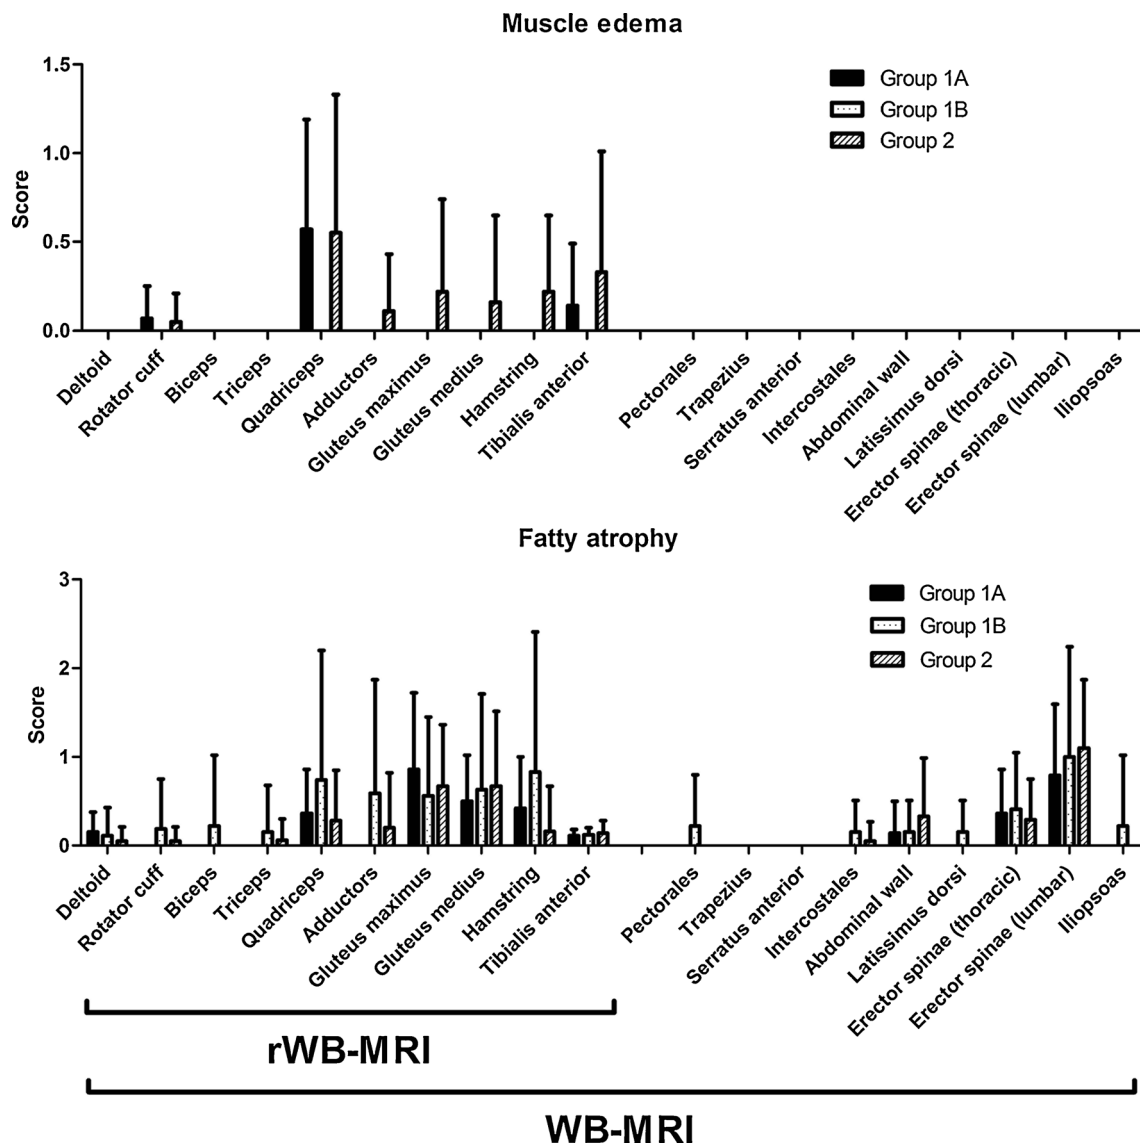 Muscle edema
1.5
1.0
0.5
0.0
Score
Group 1A
Group 1B
Group 2
Deltoid
Rotator cuff
Biceps
Triceps
Quadriceps
Adductors
Gluteus maximus
Gluteus medius
Hamstring
Tibialis anterior
Pectorales
Trapezius
Serratus anterior
Intercostales
Abdominal wall
Latissimus dorsi
Erector spinae (thoracic)
Erector spinae (lumbar)
Iliopsoas
Fatty atrophy
3
2
1
0
Score
Group 1A
Group 1B
Group 2
Deltoid
Rotator cuff
Biceps
Triceps
Quadriceps
Adductors
Gluteus maximus
Gluteus medius
Hamstring
Tibialis anterior
Pectorales
Trapezius
Serratus anterior
Intercostales
Abdominal wall
Latissimus dorsi
Erector spinae (thoracic)
Erector spinae (lumbar)
Iliopsoas
rWB-MRI
WB-MRI